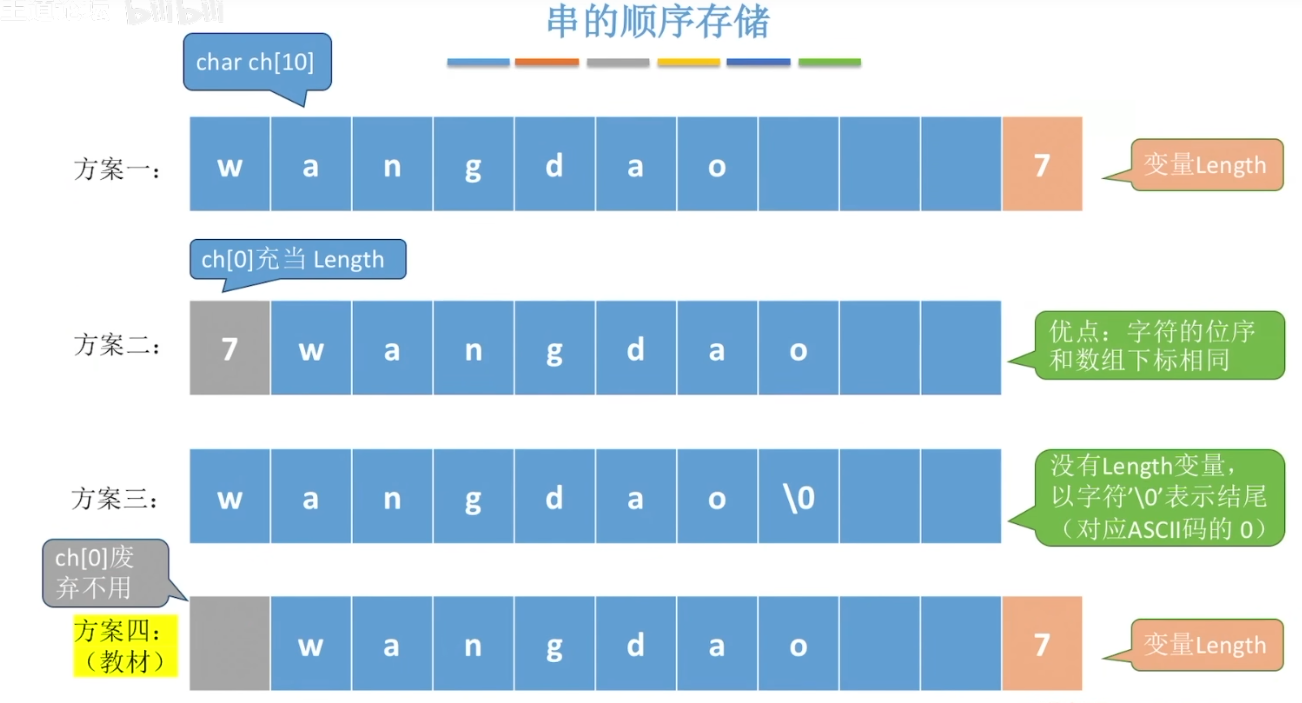 串的顺序存储
char ch[10]
方案一：
w a n g d a o 7
变量Length
ch[0]充当 Length
方案二：
7 w a n g d a o
优点：字符的位序
和数组下标相同
方案三：
w a n g d a o \0
没有Length变量，
以字符’\0’表示结尾
（对应ASCII码的 0）
ch[0]废
弃不用
方案四：
（教材）
w a n g d a o 7
变量Length